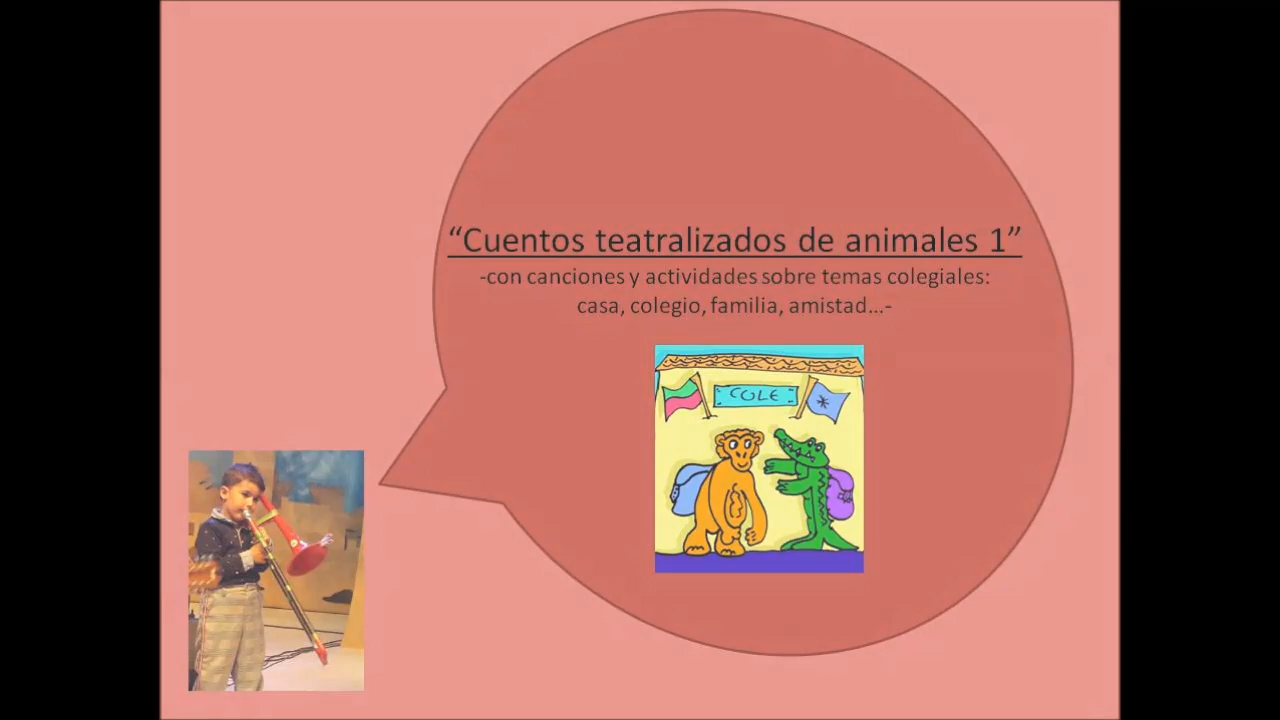 “Cuentos teatralizados de animales 1”
-con canciones y actividades sobre temas colegiales:
casa, colegio, familia, amistad...-
COLE